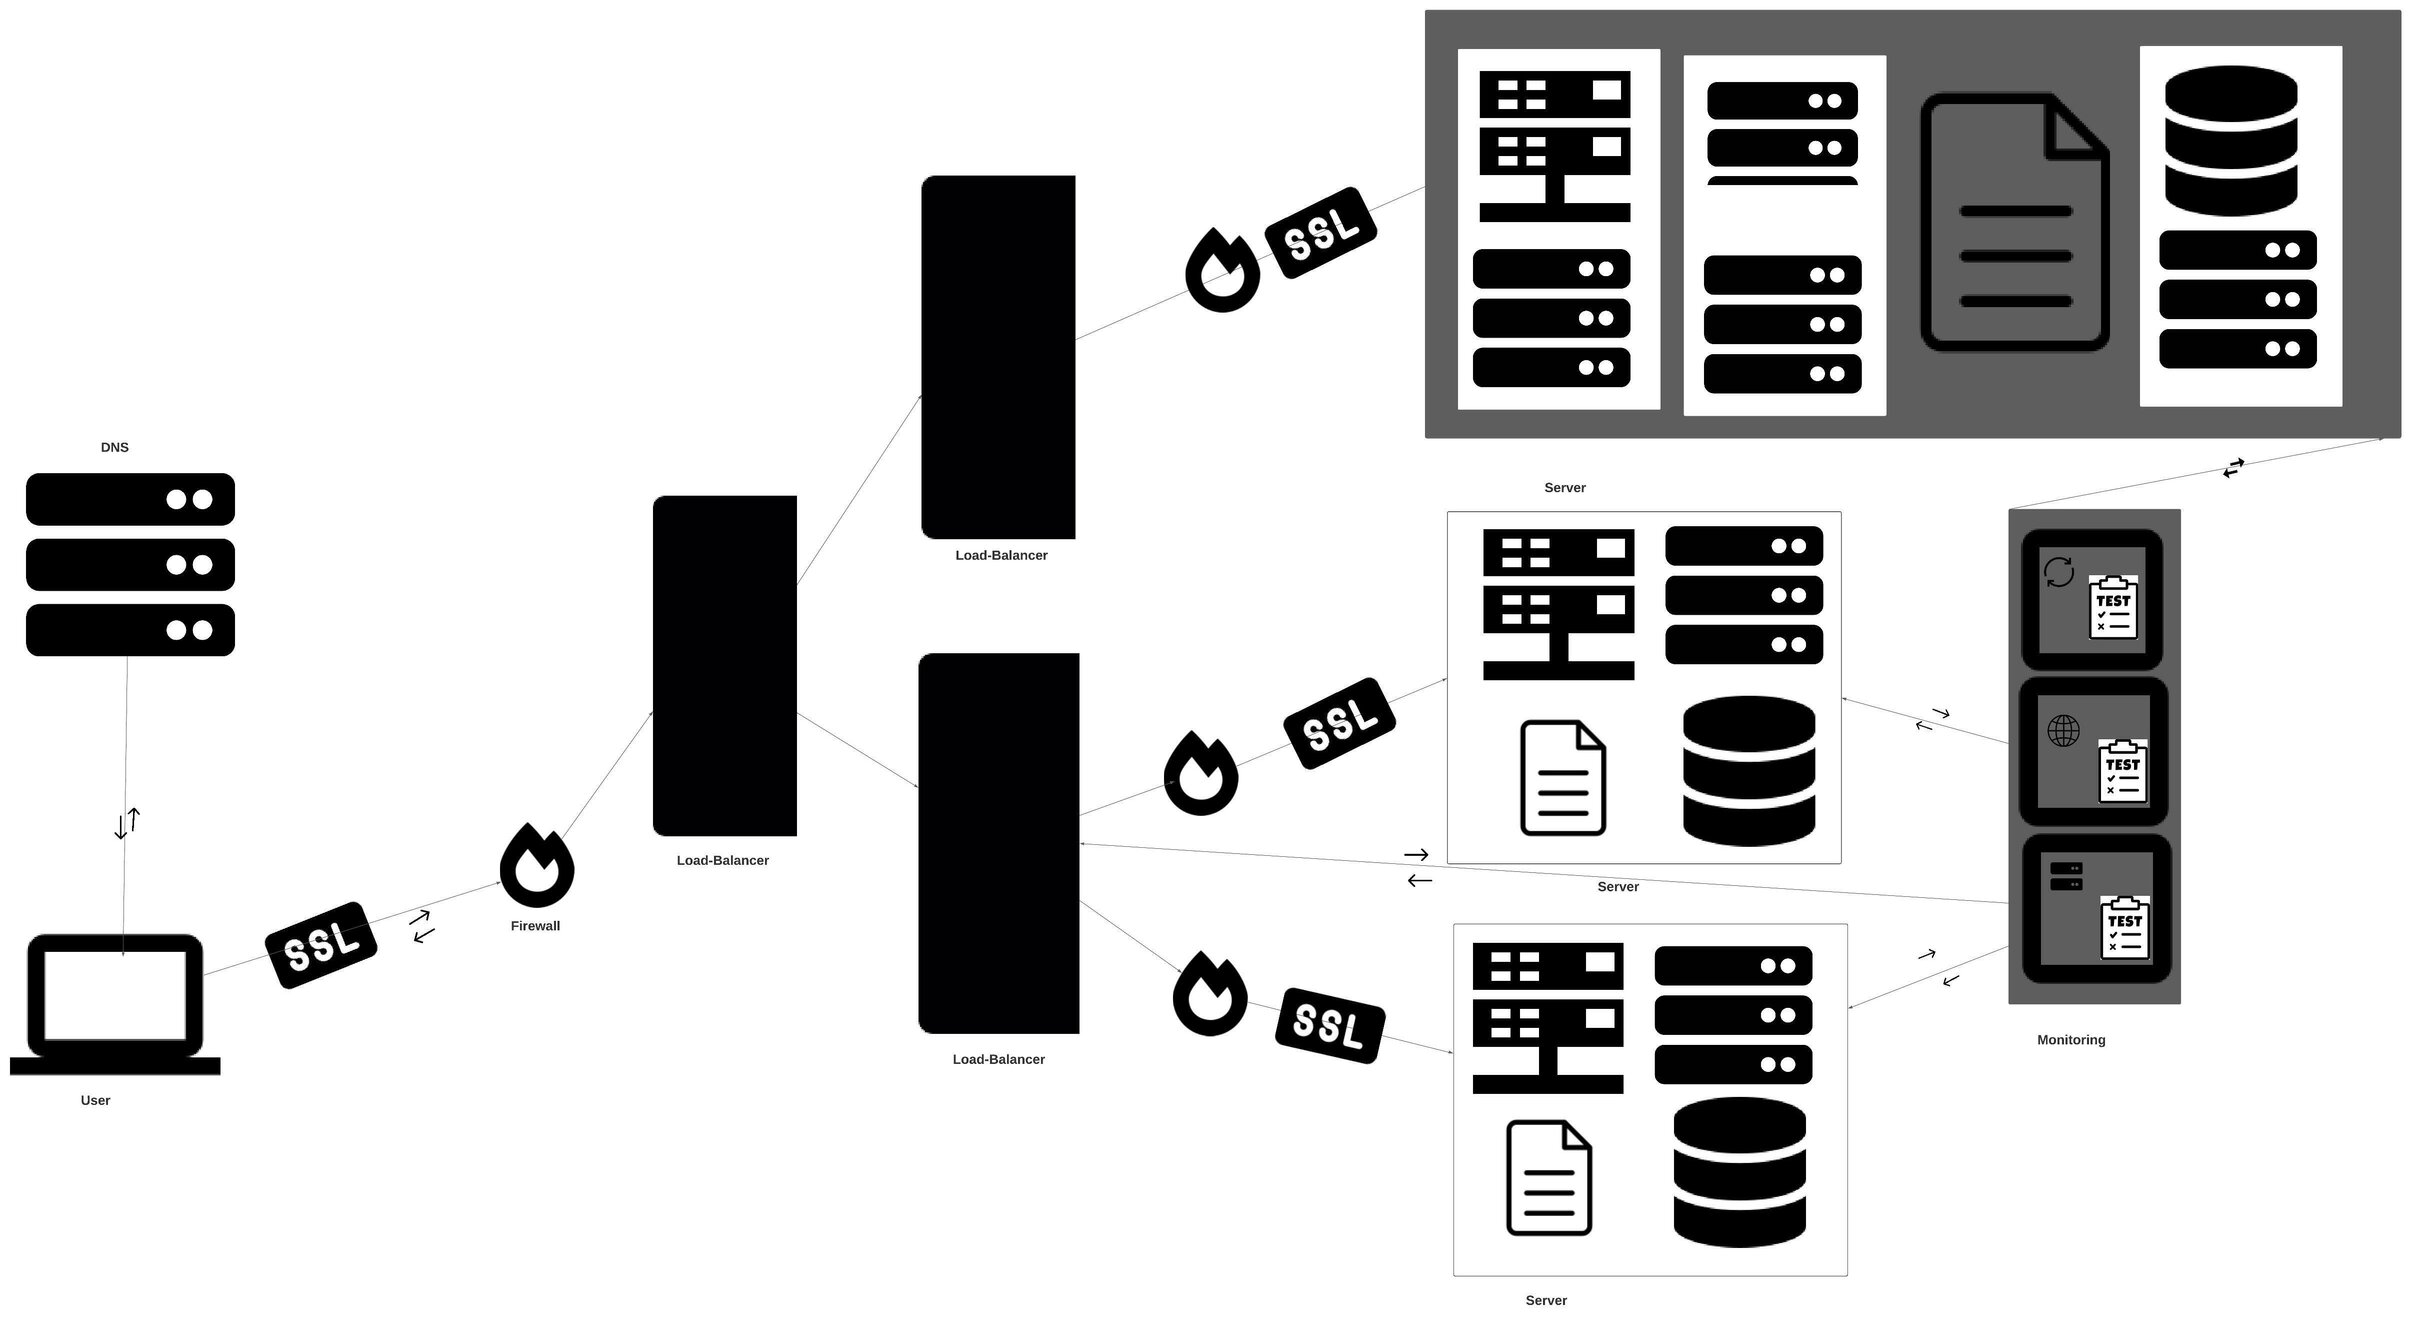 DNS
User
SSL
Firewall
Load-Balancer
Load-Balancer
Load-Balancer
SSL
SSL
SSL
Server
Server
Server
TEST
TEST
TEST
Monitoring